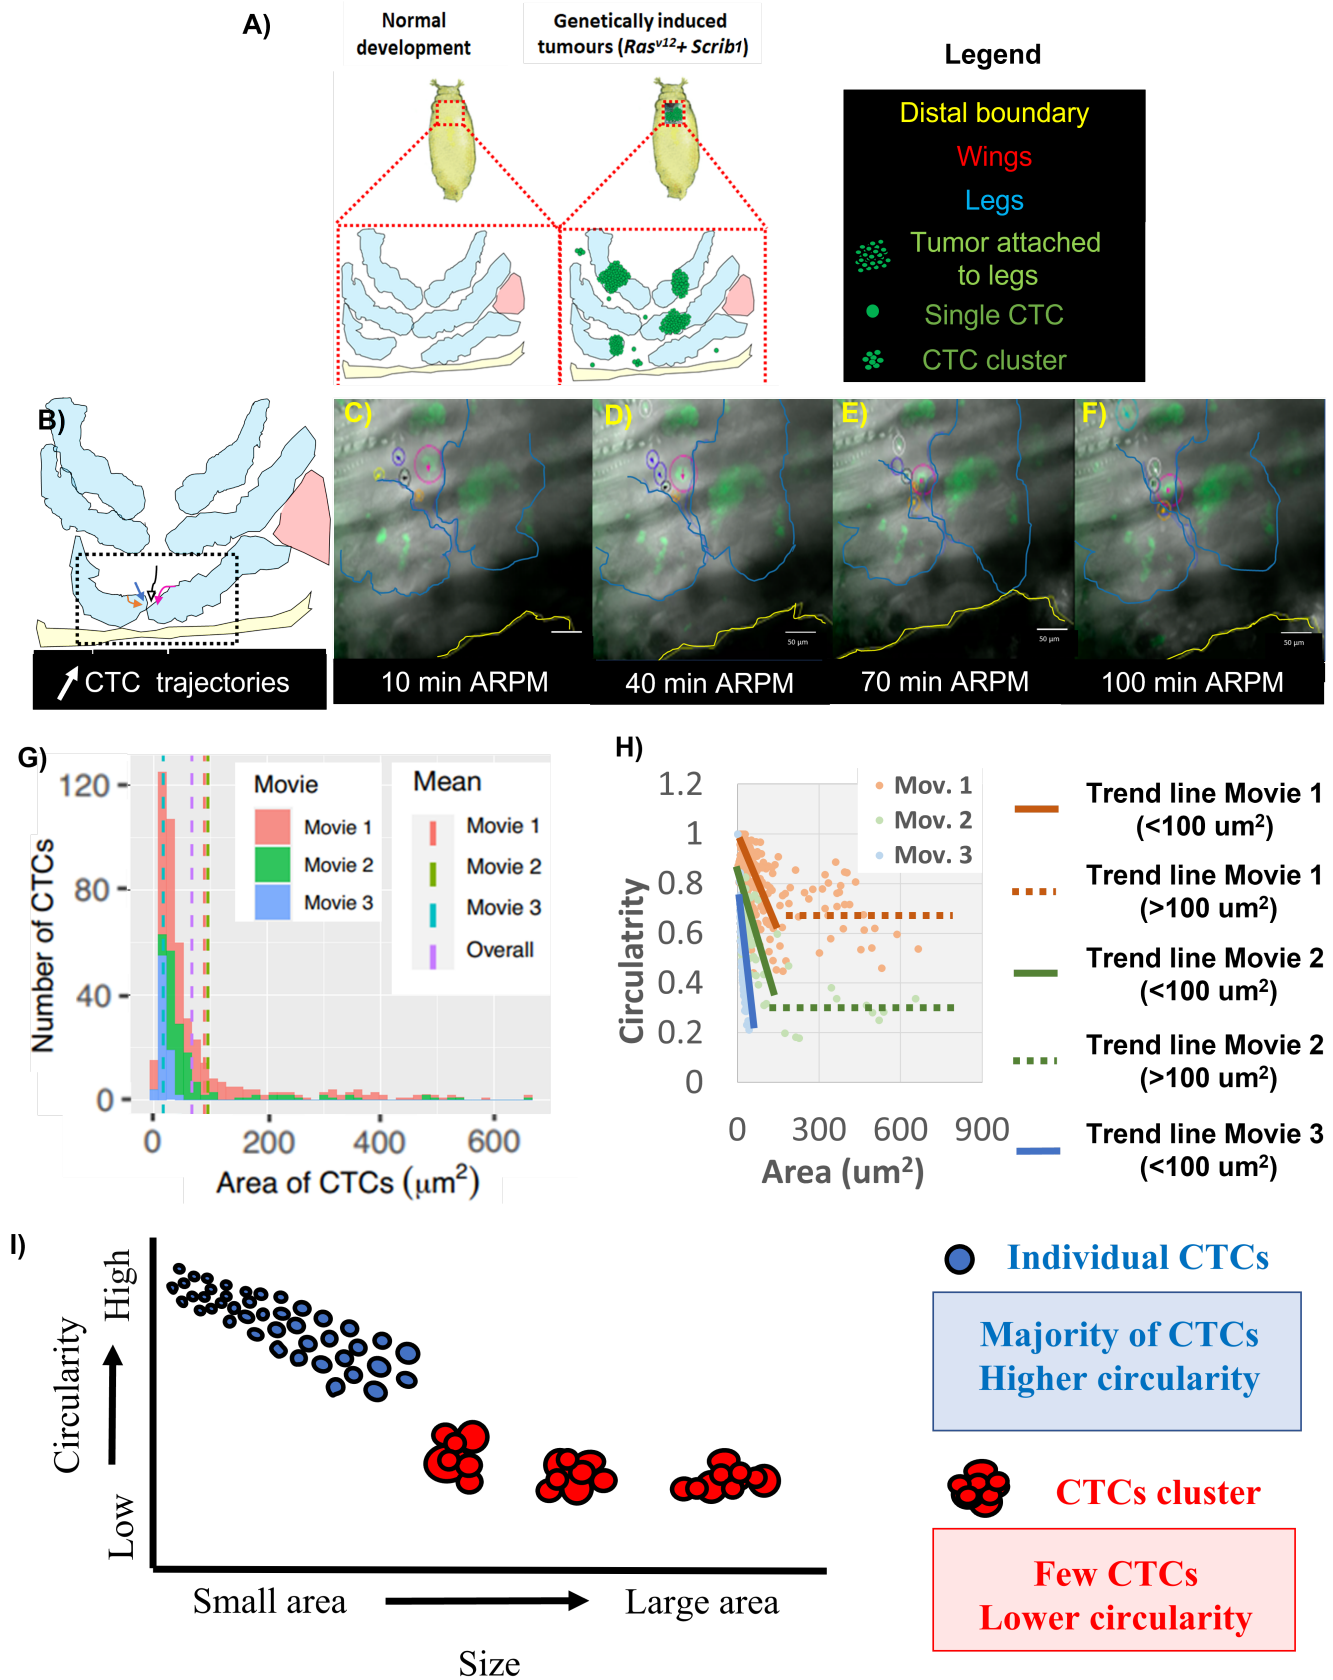 A)
Normal
development
Genetically induced
tumours (Rasᵛ¹²+ Scrib1)
Legend
Distal boundary
Wings
Legs
Tumor attached
to legs
Single CTC
CTC cluster
B)
CTC trajectories
C)
10 min ARPM
D)
50 µm
40 min ARPM
E)
50 µm
70 min ARPM
F)
50 µm
100 min ARPM
G)
Number of CTCs
120
80
40
0
0
200
400
600
Area of CTCs (µm²)
Movie
Movie 1
Movie 2
Movie 3
Mean
Movie 1
Movie 2
Movie 3
Overall
H)
Circulatrity
1.2
1
0.8
0.6
0.4
0.2
0
0
300
600
900
Area (um²)
Mov. 1
Mov. 2
Mov. 3
Trend line Movie 1
(<100 um²)
Trend line Movie 1
(>100 um²)
Trend line Movie 2
(<100 um²)
Trend line Movie 2
(>100 um²)
Trend line Movie 3
(<100 um²)
I)
Circularity
High
Low
Small area
Large area
Size
Individual CTCs
Majority of CTCs
Higher circularity
CTCs cluster
Few CTCs
Lower circularity